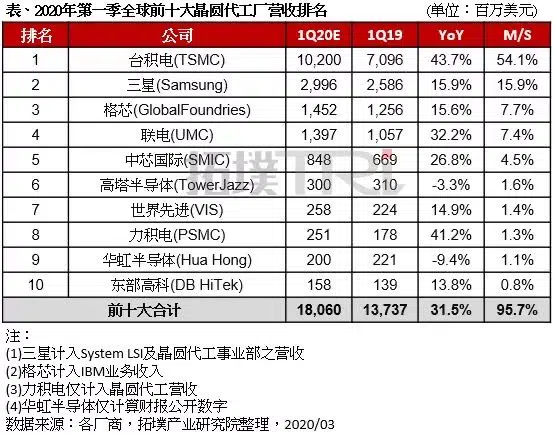 表、2020年第一季全球前十大晶圆代工厂营收排名 (单位：百万美元)
排名 公司 1Q20E 1Q19 YoY M/S
1 台积电(TSMC) 10,200 7,096 43.7% 54.1%
2 三星(Samsung) 2,996 2,586 15.9% 15.9%
3 格芯(GlobalFoundries) 1,452 1,256 15.6% 7.7%
4 联电(UMC) 1,397 1,057 32.2% 7.4%
5 中芯国际(SMIC) 848 669 26.8% 4.5%
6 高塔半导体(TowerJazz) 300 310 -3.3% 1.6%
7 世界先进(VIS) 258 224 14.9% 1.4%
8 力积电(PSMC) 251 178 41.2% 1.3%
9 华虹半导体(Hua Hong) 200 221 -9.4% 1.1%
10 东部高科(DB HiTek) 158 139 13.8% 0.8%
前十大合计 18,060 13,737 31.5% 95.7%
拓墣 TRi
注：
(1)三星计入System LSI及晶圆代工事业部之营收
(2)格芯计入IBM业务收入
(3)力积电仅计入晶圆代工营收
(4)华虹半导体仅计算财报公开数字
数据来源：各厂商，拓墣产业研究院整理，2020/03